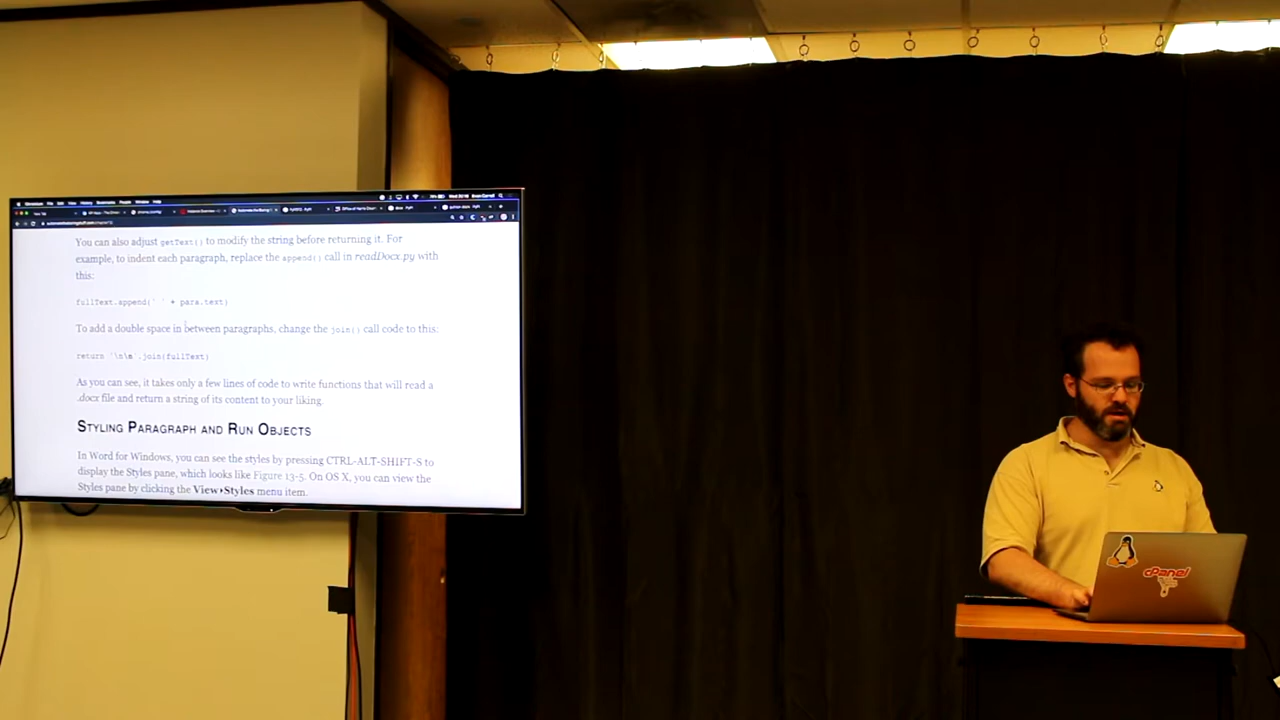 You can also adjust getText() to modify the string before returning it. For
example, to indent each paragraph, replace the append() call in readDocx.py with
this:
fullText.append(' ' + para.text)
To add a double space in between paragraphs, change the join() call code to this:
return '\n\n'.join(fullText)
As you can see, it takes only a few lines of code to write functions that will read a
.docx file and return a string of its content to your liking.
STYLING PARAGRAPH AND RUN OBJECTS
In Word for Windows, you can see the styles by pressing CTRL-ALT-SHIFT-S to
display the Styles pane, which looks like Figure 13-5. On OS X, you can view the
Styles pane by clicking the View▸Styles menu item.
cPanel